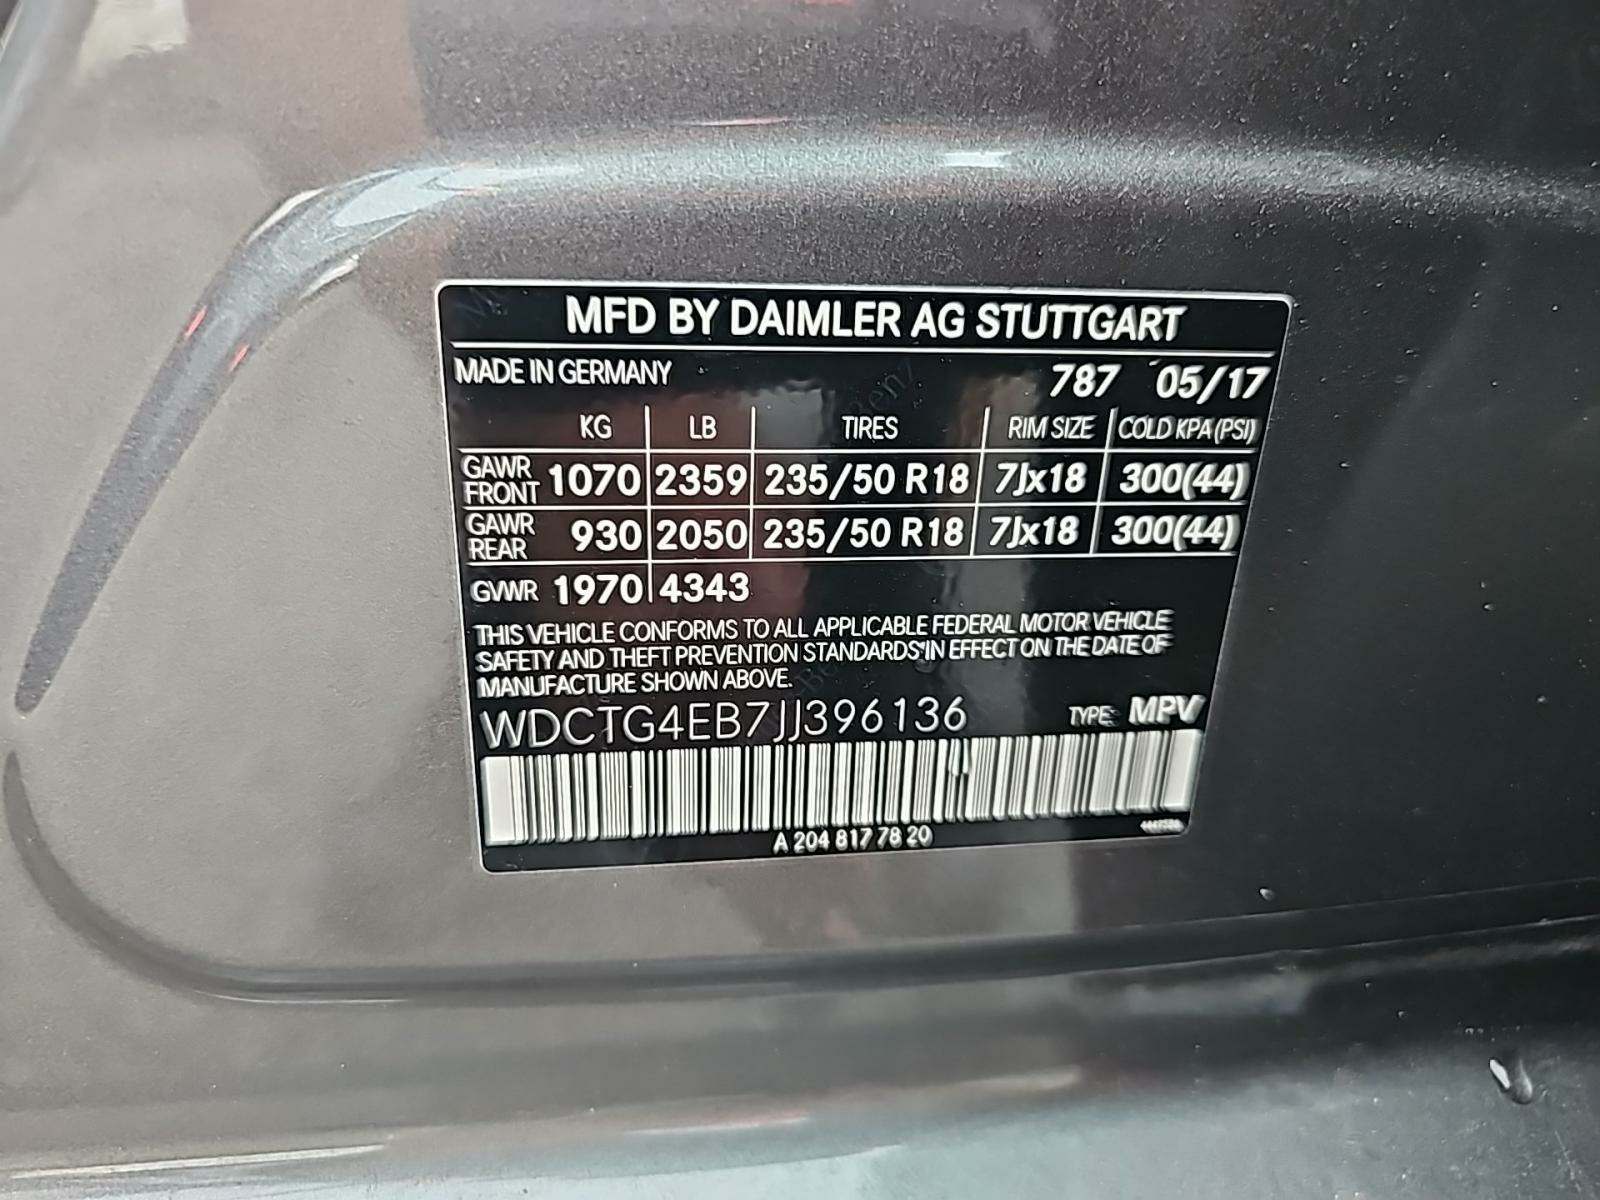 MFD BY DAIMLER AG STUTTGART
MADE IN GERMANY 787 05/17
KG LB TIRES RIM SIZE COLD KPA (PSI)
GAWR FRONT 1070 2359 235/50 R18 7Jx18 300(44)
GAWR REAR 930 2050 235/50 R18 7Jx18 300(44)
GVWR 1970 4343
THIS VEHICLE CONFORMS TO ALL APPLICABLE FEDERAL MOTOR VEHICLE
SAFETY AND THEFT PREVENTION STANDARDS IN EFFECT ON THE DATE OF
MANUFACTURE SHOWN ABOVE.
WDCTG4EB7JJ396136 TYPE: MPV
A 204 817 78 20